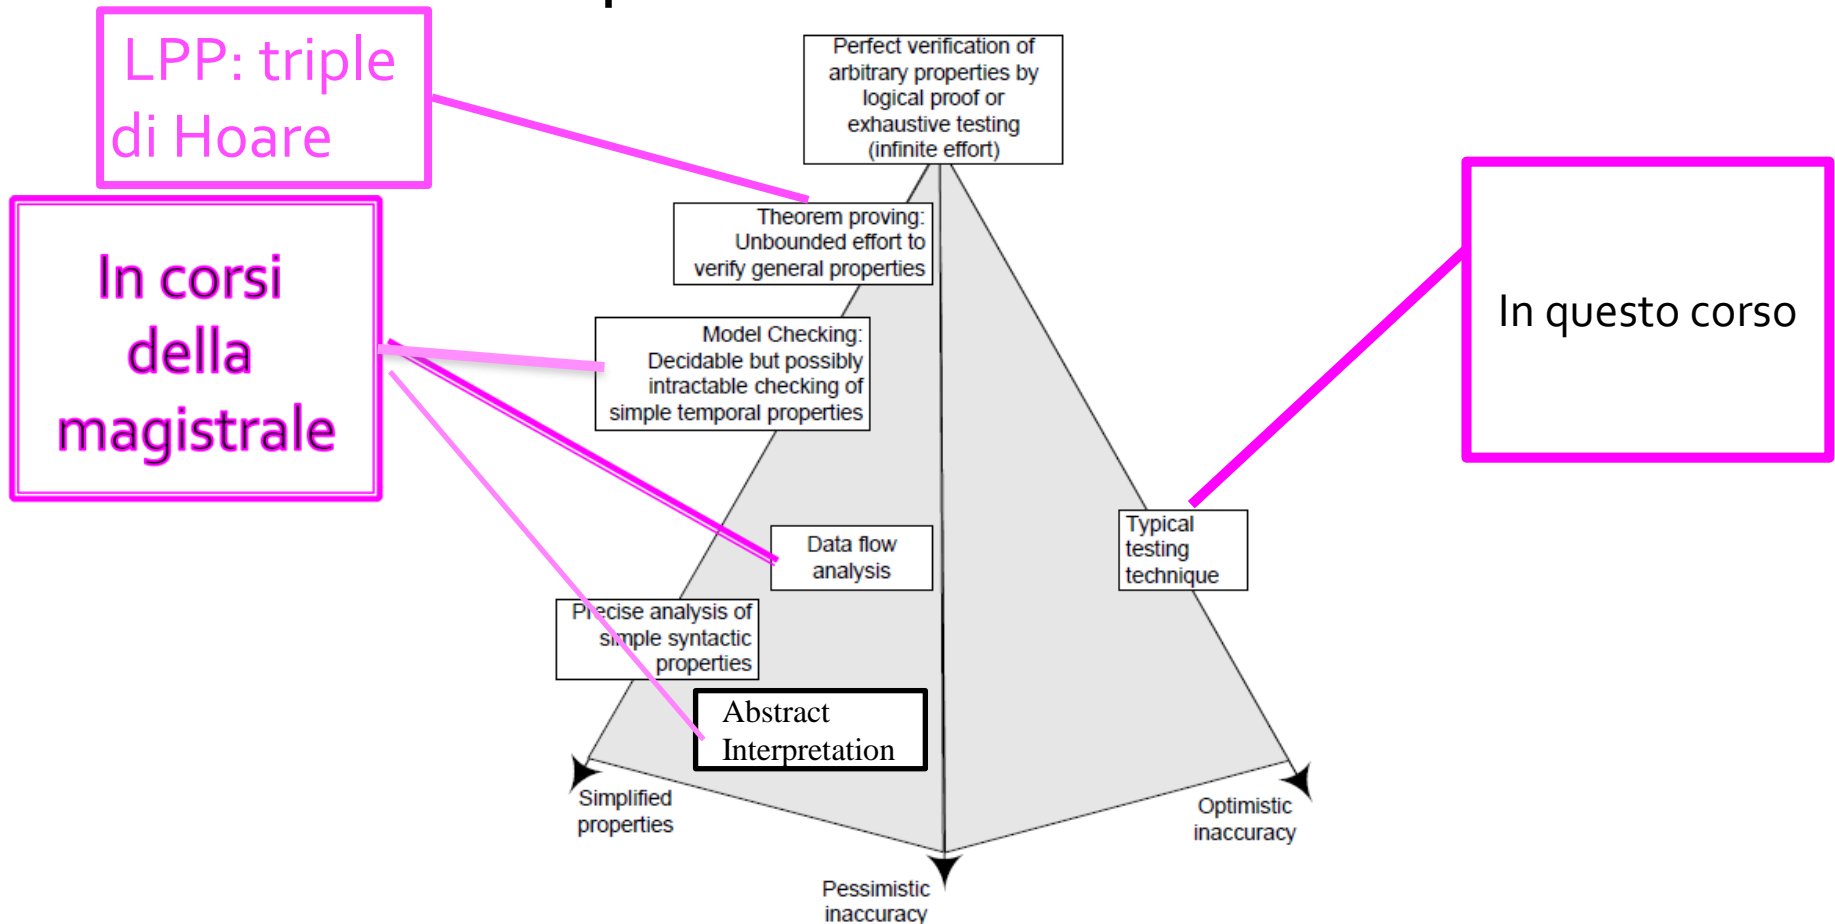 LPP: triple
di Hoare
In corsi
della
magistrale
Perfect verification of
arbitrary properties by
logical proof or
exhaustive testing
(infinite effort)
Theorem proving:
Unbounded effort to
verify general properties
Model Checking:
Decidable but possibly
intractable checking of
simple temporal properties
Data flow
analysis
Precise analysis of
simple syntactic
properties
Abstract
Interpretation
In questo corso
Typical
testing
technique
Simplified
properties
Optimistic
inaccuracy
Pessimistic
inaccuracy